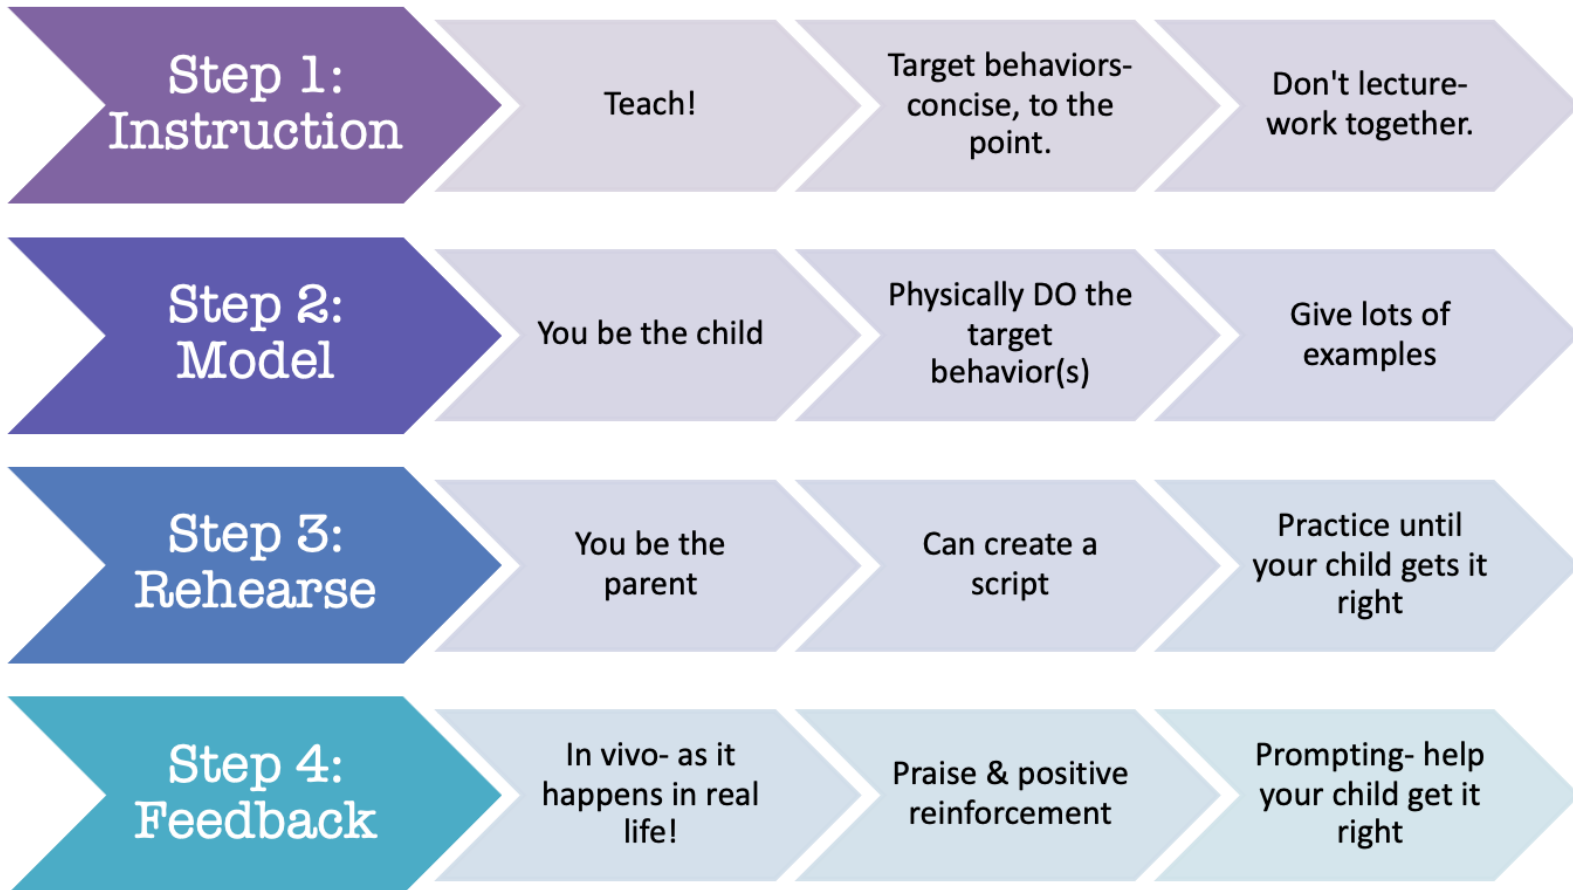 Step 1:
Instruction
Teach!
Target behaviors-
concise, to the
point.
Don't lecture-
work together.
Step 2:
Model
You be the child
Physically DO the
target
behavior(s)
Give lots of
examples
Step 3:
Rehearse
You be the
parent
Can create a
script
Practice until
your child gets it
right
Step 4:
Feedback
In vivo- as it
happens in real
life!
Praise & positive
reinforcement
Prompting- help
your child get it
right